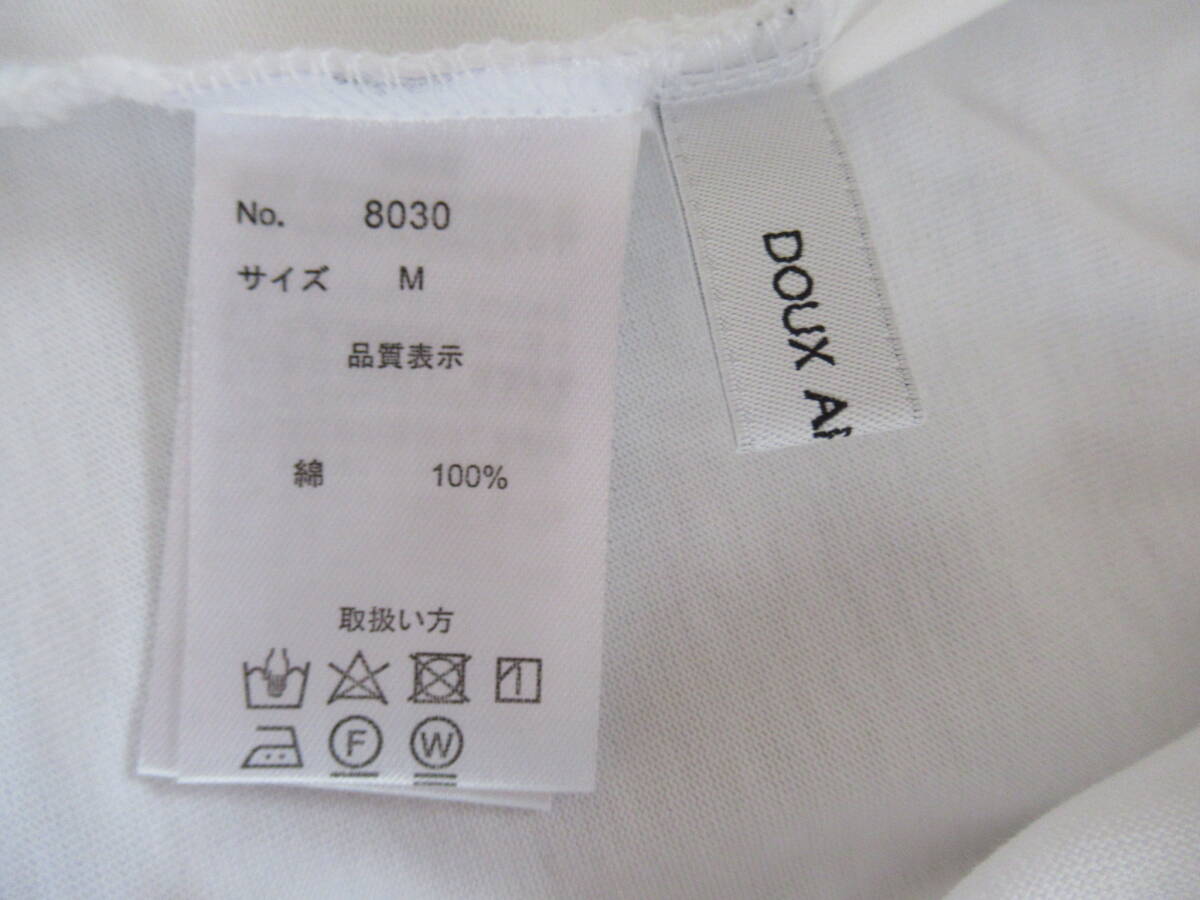 No. 8030
サイズ M
品質表示
綿 100%
取扱い方
F W
DOUX